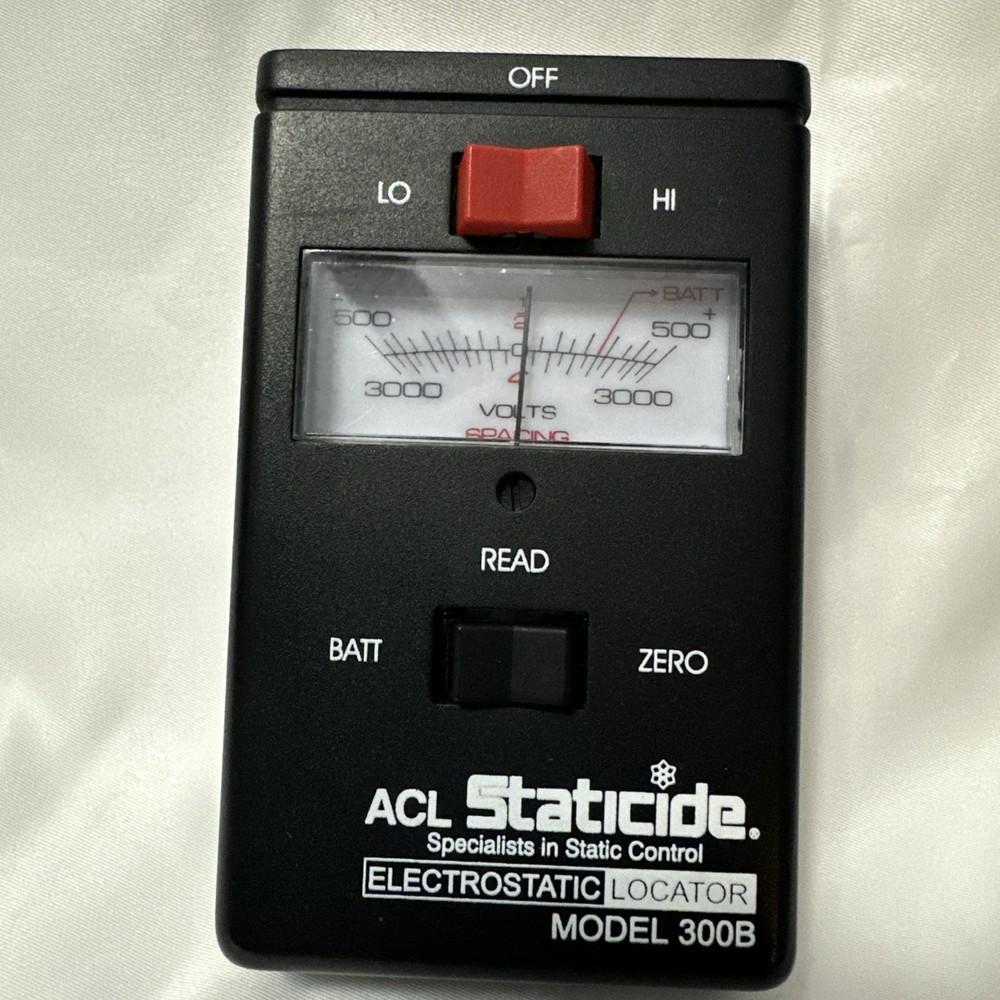 OFF
LO HI
BATT
- +
500 500
0
3000 3000
VOLTS
SPACING
READ
BATT ZERO
ACL Staticide®
Specialists in Static Control
ELECTROSTATIC LOCATOR
MODEL 300B